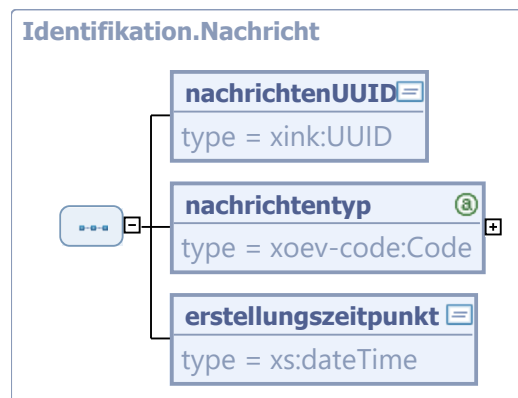 Identifikation.Nachricht
nachrichtenUUID
type = xink:UUID
nachrichtentyp
type = xoev-code:Code
erstellungszeitpunkt
type = xs:dateTime